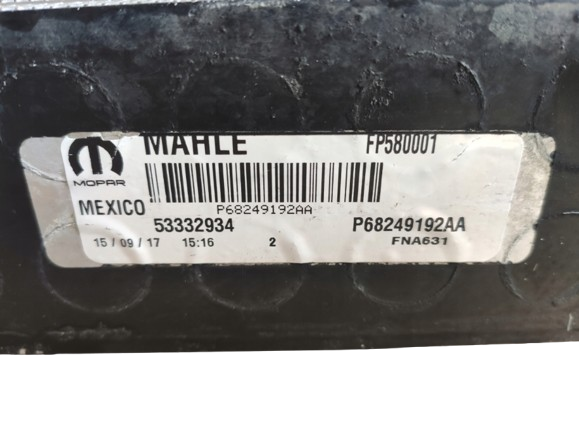 MAHLE FP580001
MOPAR
P68249192AA
MEXICO 53332934 P68249192AA
15 / 09 / 17 15:16 2 FNA631